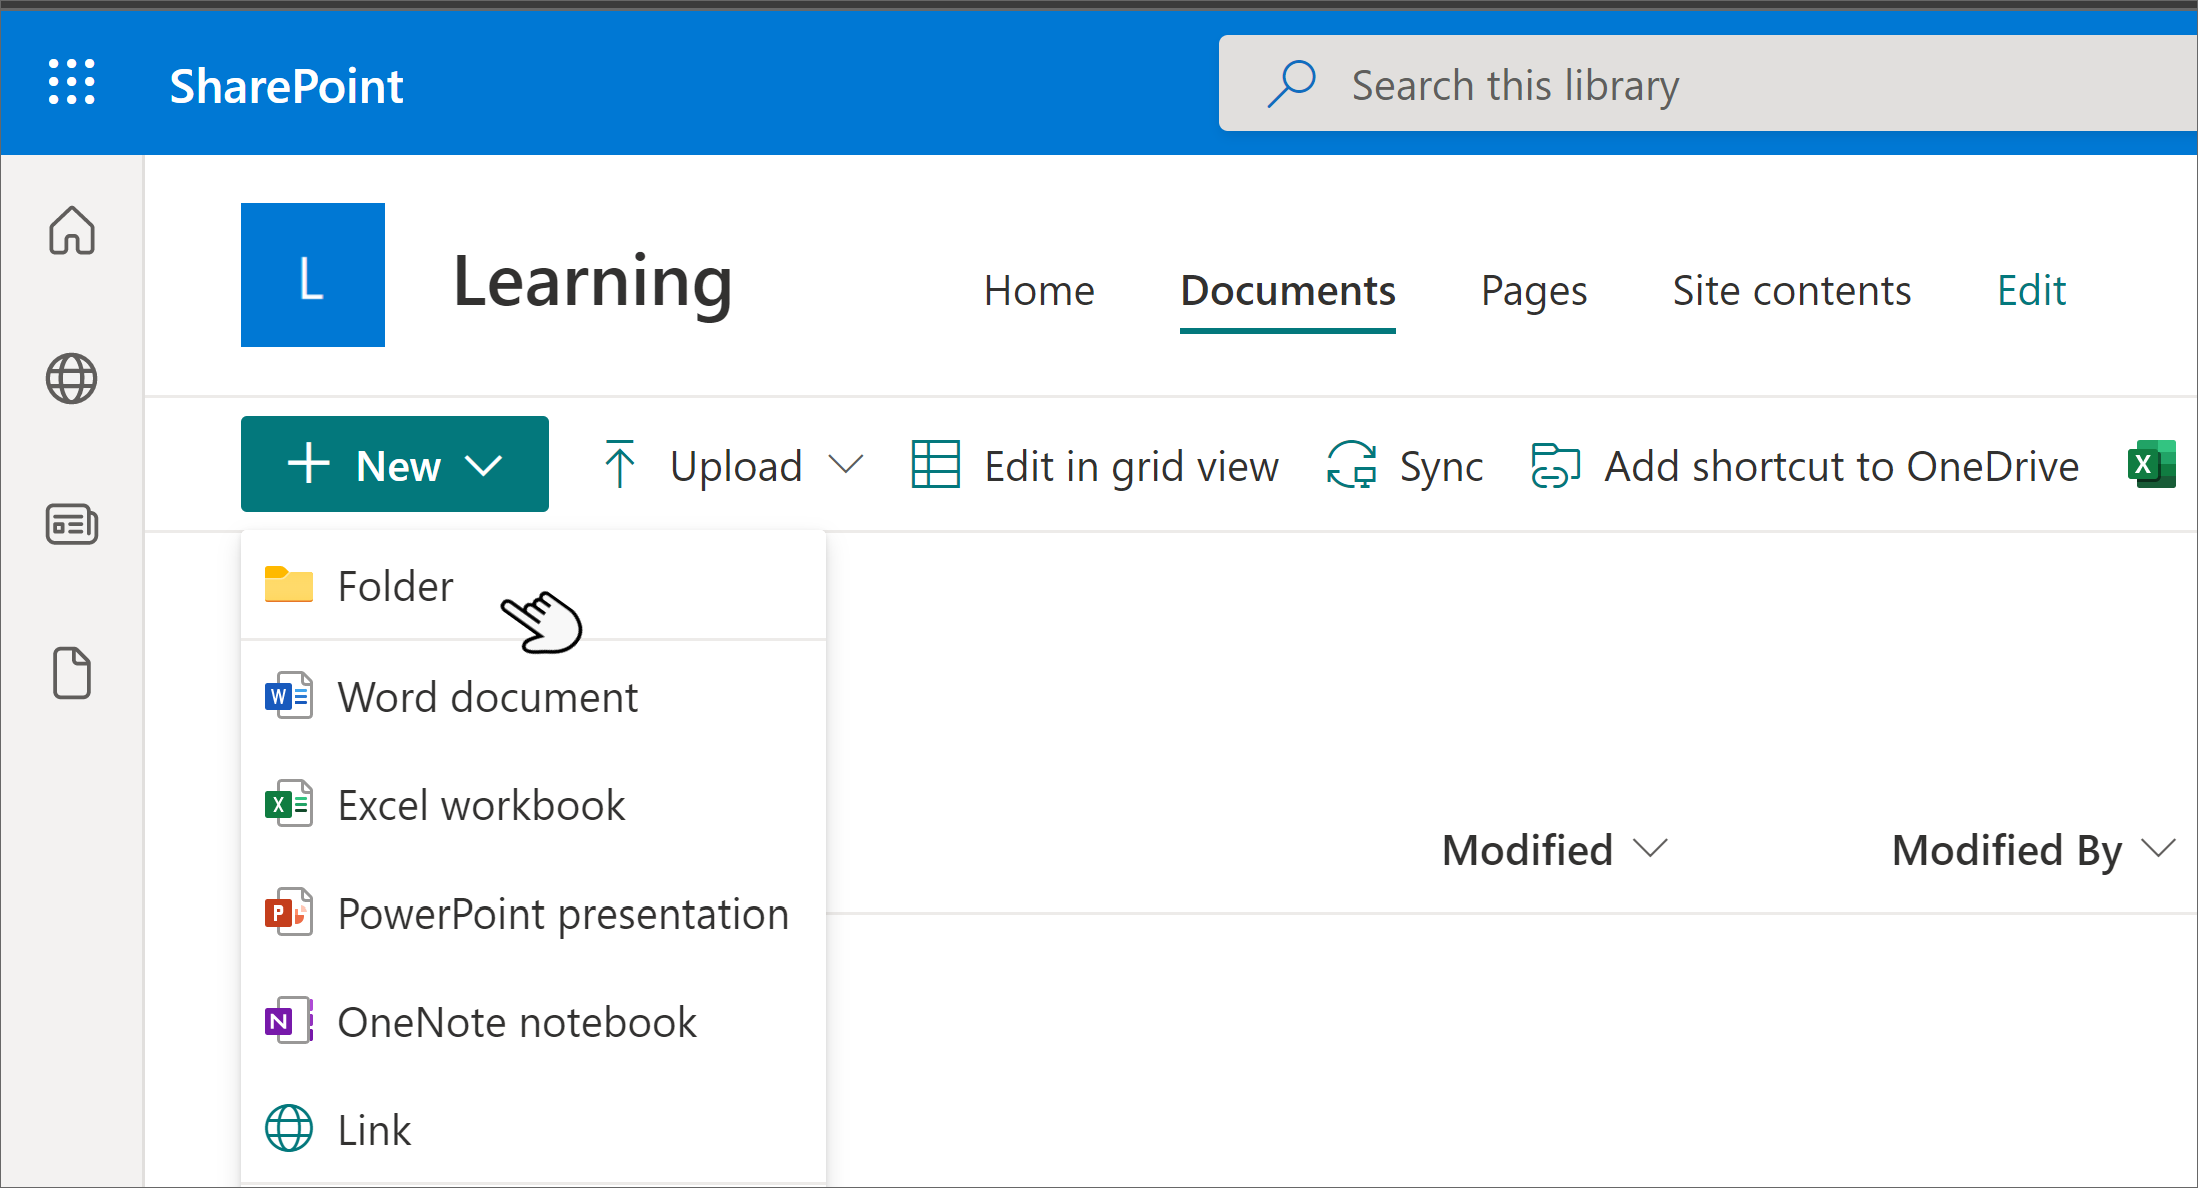 SharePoint
Search this library
L
Learning
Home
Documents
Pages
Site contents
Edit
New
Upload
Edit in grid view
Sync
Add shortcut to OneDrive
X
Folder
W Word document
X Excel workbook
Modified
Modified By
P PowerPoint presentation
N OneNote notebook
Link